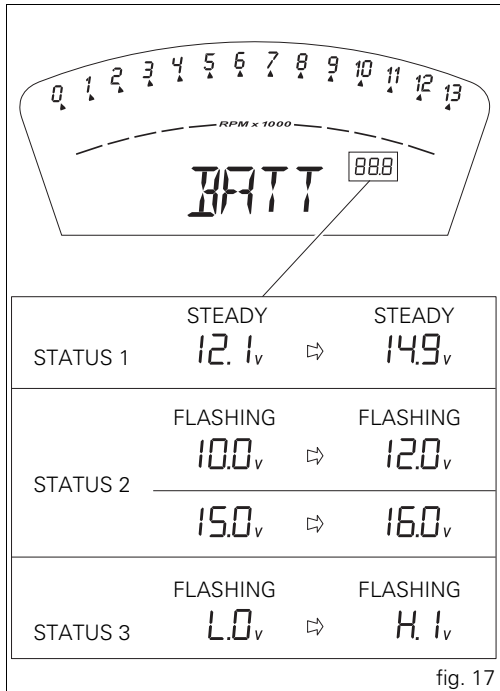 0 1 2 3 4 5 6 7 8 9 10 11 12 13
RPM x 1000
BATT 88.8
STEADY STEADY
STATUS 1 12.1v ⇨ 14.9v
FLASHING FLASHING
10.0v ⇨ 12.0v
STATUS 2
15.0v ⇨ 16.0v
FLASHING FLASHING
STATUS 3 L.0v ⇨ H.1v
fig. 17